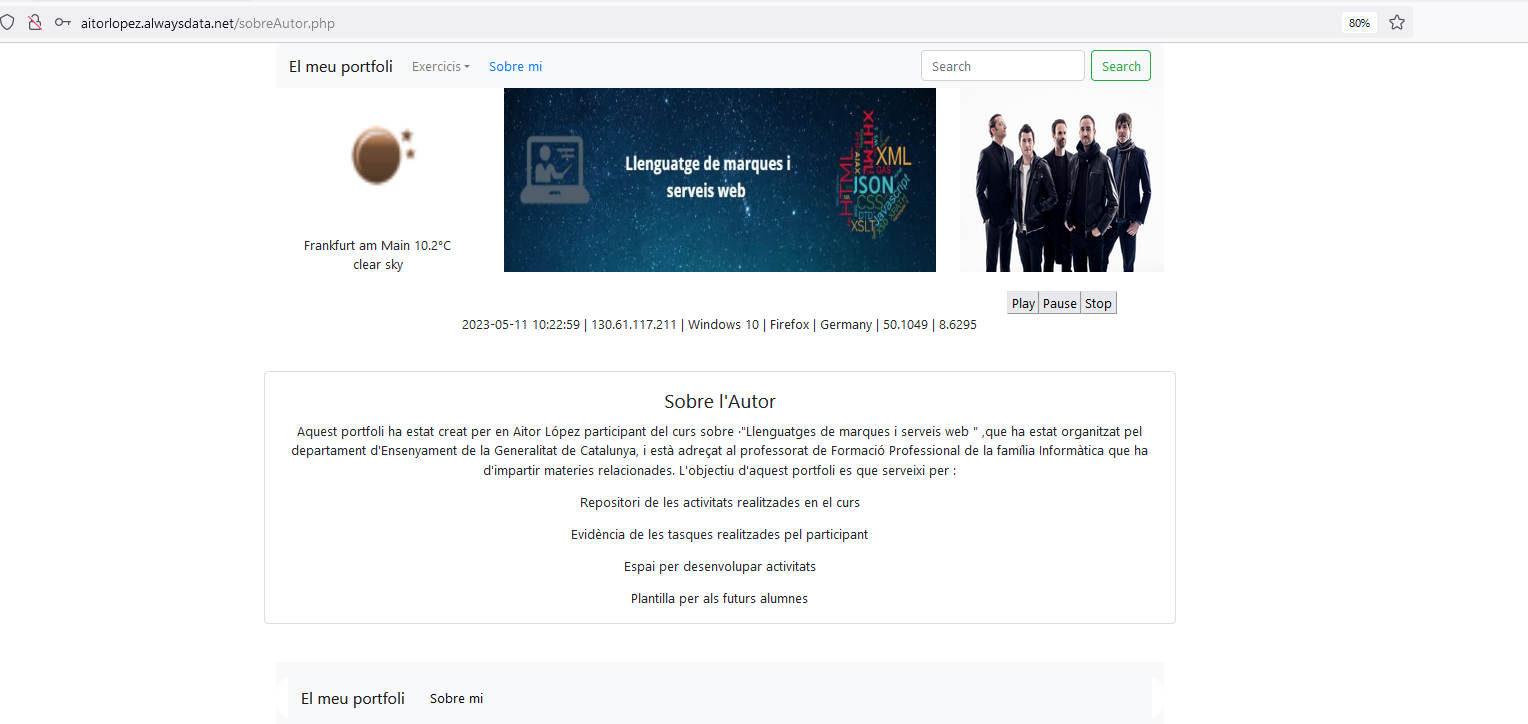 aitorlopez.alwaysdata.net/sobreAutor.php
80%
El meu portfoli
Exercicis
Sobre mi
Search
Search
Llenguatge de marques i
serveis web
XHTML
HTML
AJAX
XML
GAS
JSON
CSS
DTD
XSLT
Javascript
Frankfurt am Main 10.2°C
clear sky
Play
Pause
Stop
2023-05-11 10:22:59 | 130.61.117.211 | Windows 10 | Firefox | Germany | 50.1049 | 8.6295
Sobre l'Autor
Aquest portfoli ha estat creat per en Aitor López participant del curs sobre ·"Llenguatges de marques i serveis web " ,que ha estat organitzat pel
departament d'Ensenyament de la Generalitat de Catalunya, i està adreçat al professorat de Formació Professional de la família Informàtica que ha
d'impartir materies relacionades. L'objectiu d'aquest portfoli es que serveixi per :
Repositori de les activitats realitzades en el curs
Evidència de les tasques realitzades pel participant
Espai per desenvolupar activitats
Plantilla per als futurs alumnes
El meu portfoli
Sobre mi